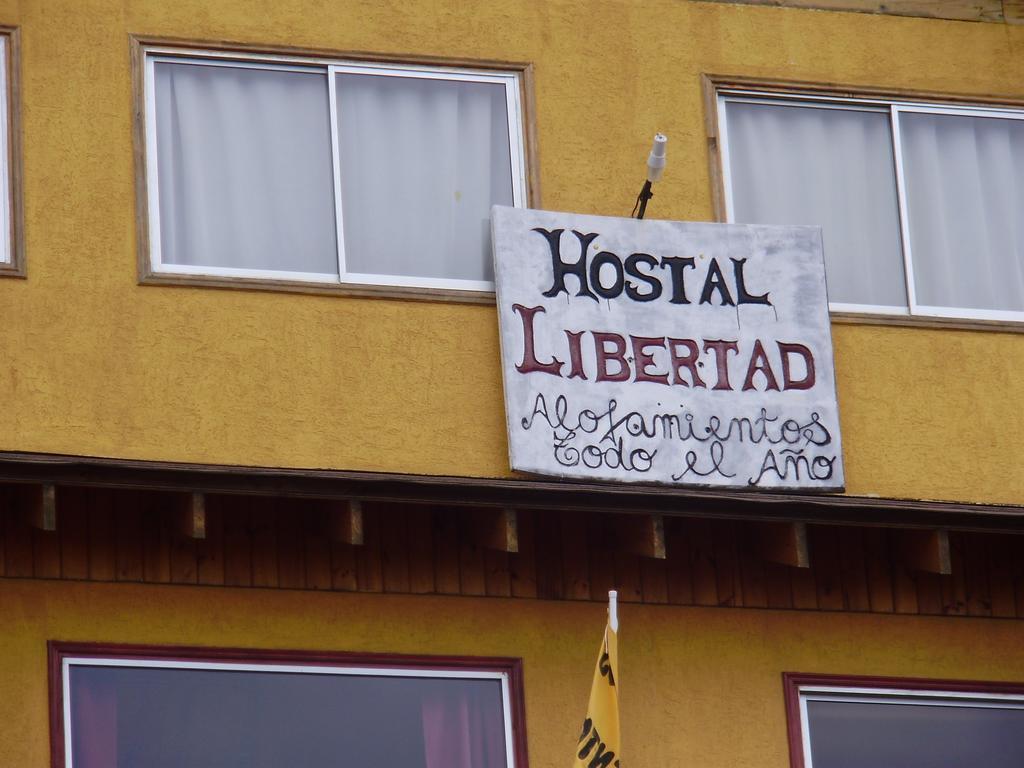 HOSTAL
LIBERTAD
Alojamientos
Todo el Año